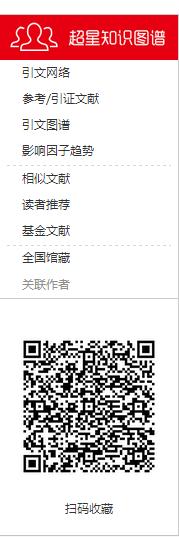 超星知识图谱
引文网络
参考/引证文献
引文图谱
影响因子趋势
相似文献
读者推荐
基金文献
全国馆藏
关联作者
扫码收藏